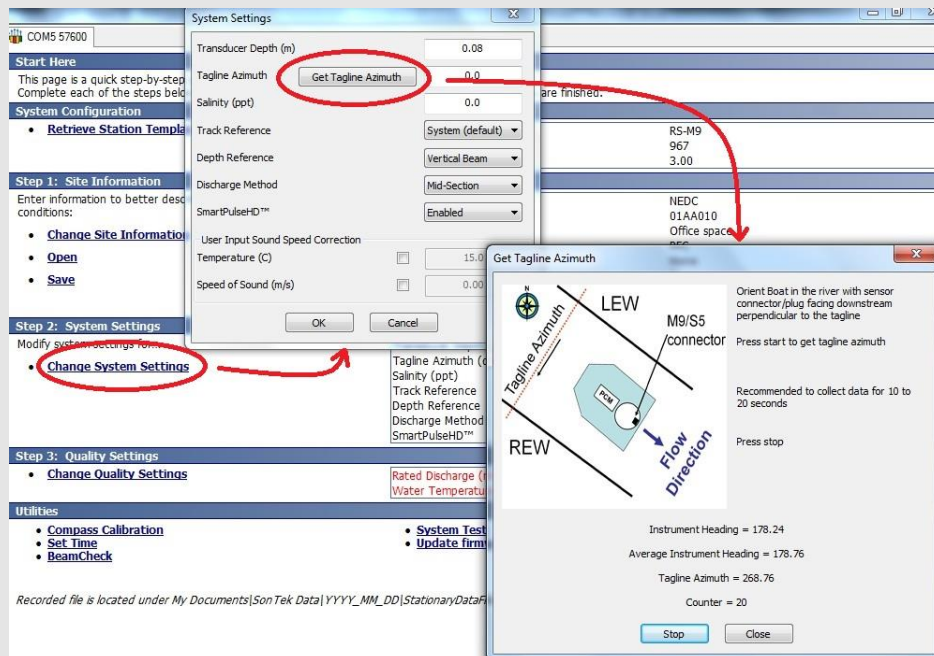 COM5 57600
Start Here
This page is a quick step-by-step
Complete each of the steps
are finished.
System Configuration
Retrieve Station
RS-M9
967
3.00
Step 1: Site Information
Enter information to better
conditions:
Change Site
Open
Save
NEDC
01AA010
Office space
Step 2: System Settings
Modify system settings
Change System Settings
Tagline Azimuth
Salinity (ppt)
Track Reference
Depth Reference
Discharge Method
SmartPulseHD™
Step 3: Quality Settings
Change Quality Settings
Rated Discharge
Water
Utilities
Compass Calibration
Set Time
BeamCheck
System Test
Update
Recorded file is located under My Documents\SonTek Data\YYYY_MM_DD\
System Settings
Transducer Depth (m) 0.08
Tagline Azimuth Get Tagline Azimuth 0.0
Salinity (ppt) 0.0
Track Reference System (default)
Depth Reference Vertical Beam
Discharge Method Mid-Section
SmartPulseHD™ Enabled
User Input Sound Speed Correction
Temperature (C) 15.0
Speed of Sound (m/s) 0.00
OK Cancel
Get Tagline Azimuth
N
LEW
Tagline Azimuth
M9/S5
connector
PCM
REW
Flow
Direction
Orient Boat in the river with sensor
connector/plug facing downstream
perpendicular to the tagline
Press start to get tagline azimuth
Recommended to collect data for 10 to
20 seconds
Press stop
Instrument Heading = 178.24
Average Instrument Heading = 178.76
Tagline Azimuth = 268.76
Counter = 20
Stop Close